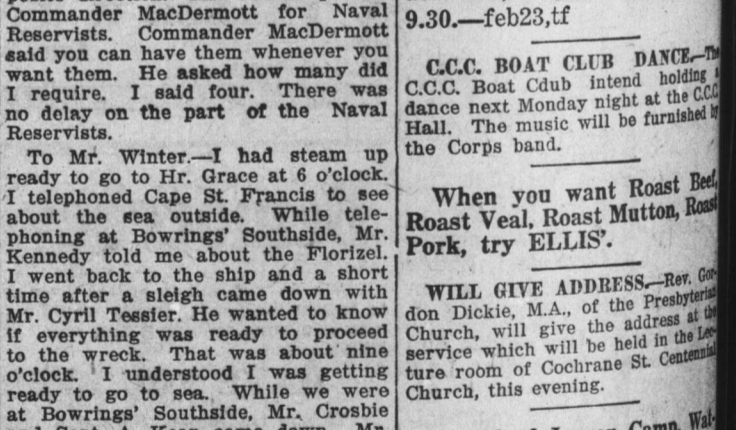 Commander MacDermott for Naval
Reservists. Commander MacDermott
said you can have them whenever you
want them. He asked how many did
I require. I said four. There was
no delay on the part of the Naval
Reservists.
To Mr. Winter.—I had steam up
ready to go to Hr. Grace at 6 o'clock.
I telephoned Cape St. Francis to see
about the sea outside. While tele-
phoning at Bowrings' Southside, Mr.
Kennedy told me about the Florizel.
I went back to the ship and a short
time after a sleigh came down with
Mr. Cyril Tessier. He wanted to know
if everything was ready to proceed
to the wreck. That was about nine
o'clock. I understood I was getting
ready to go to sea. While we were
at Bowrings' Southside, Mr. Crosbie
9.30.—feb23,tf
C.C.C. BOAT CLUB DANCE.—The
C.C.C. Boat Cdub intend holding a
dance next Monday night at the C.C.C.
Hall. The music will be furnished by
the Corps band.
When you want Roast Beef,
Roast Veal, Roast Mutton, Roast
Pork, try ELLIS'.
WILL GIVE ADDRESS.—Rev. Gor-
don Dickie, M.A., of the Presbyterian
Church, will give the address at the
service which will be held in the Lec-
ture room of Cochrane St. Centennial
Church, this evening.